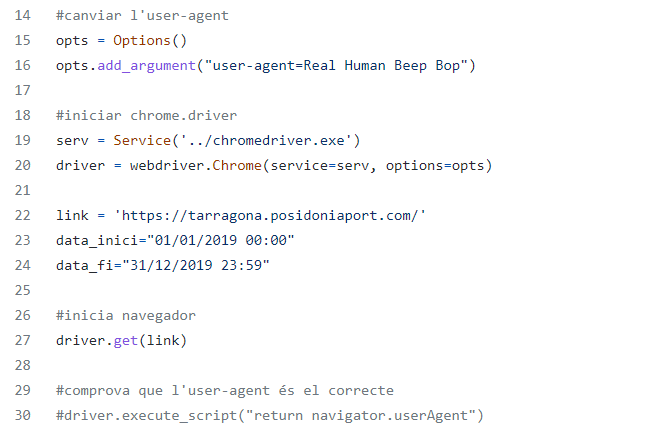 14 #canviar l'user-agent
15 opts = Options()
16 opts.add_argument("user-agent=Real Human Beep Bop")
17
18 #iniciar chrome.driver
19 serv = Service('../chromedriver.exe')
20 driver = webdriver.Chrome(service=serv, options=opts)
21
22 link = 'https://tarragona.posidoniaport.com/'
23 data_inici="01/01/2019 00:00"
24 data_fi="31/12/2019 23:59"
25
26 #inicia navegador
27 driver.get(link)
28
29 #comprova que l'user-agent és el correcte
30 #driver.execute_script("return navigator.userAgent")